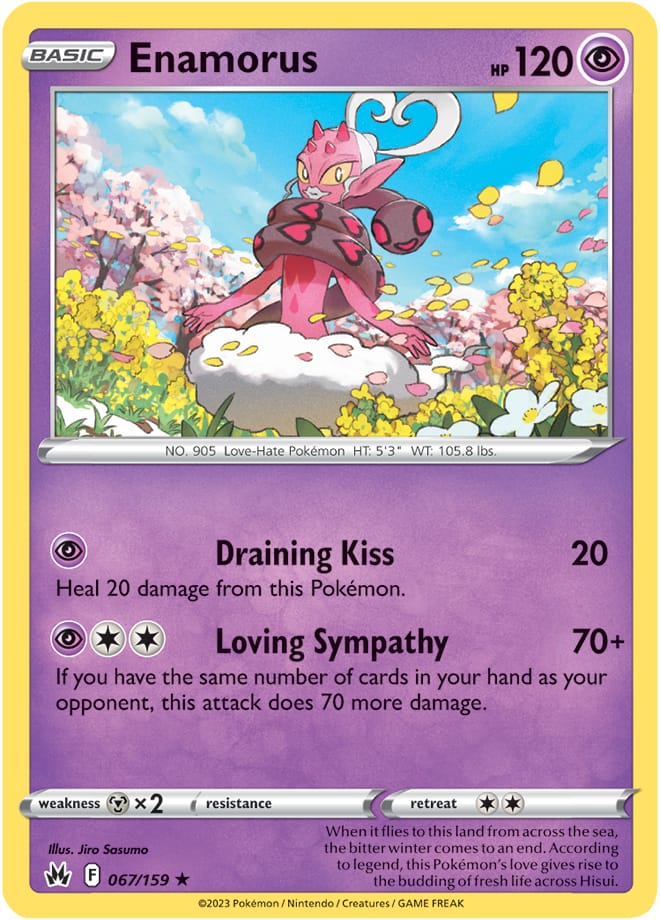 BASIC Enamorus HP 120
NO. 905 Love-Hate Pokémon HT: 5'3" WT: 105.8 lbs.
Draining Kiss 20
Heal 20 damage from this Pokémon.
Loving Sympathy 70+
If you have the same number of cards in your hand as your
opponent, this attack does 70 more damage.
weakness ×2 resistance retreat
Illus. Jiro Sasumo
F 067/159 ★
When it flies to this land from across the sea,
the bitter winter comes to an end. According
to legend, this Pokémon's love gives rise to
the budding of fresh life across Hisui.
©2023 Pokémon / Nintendo / Creatures / GAME FREAK